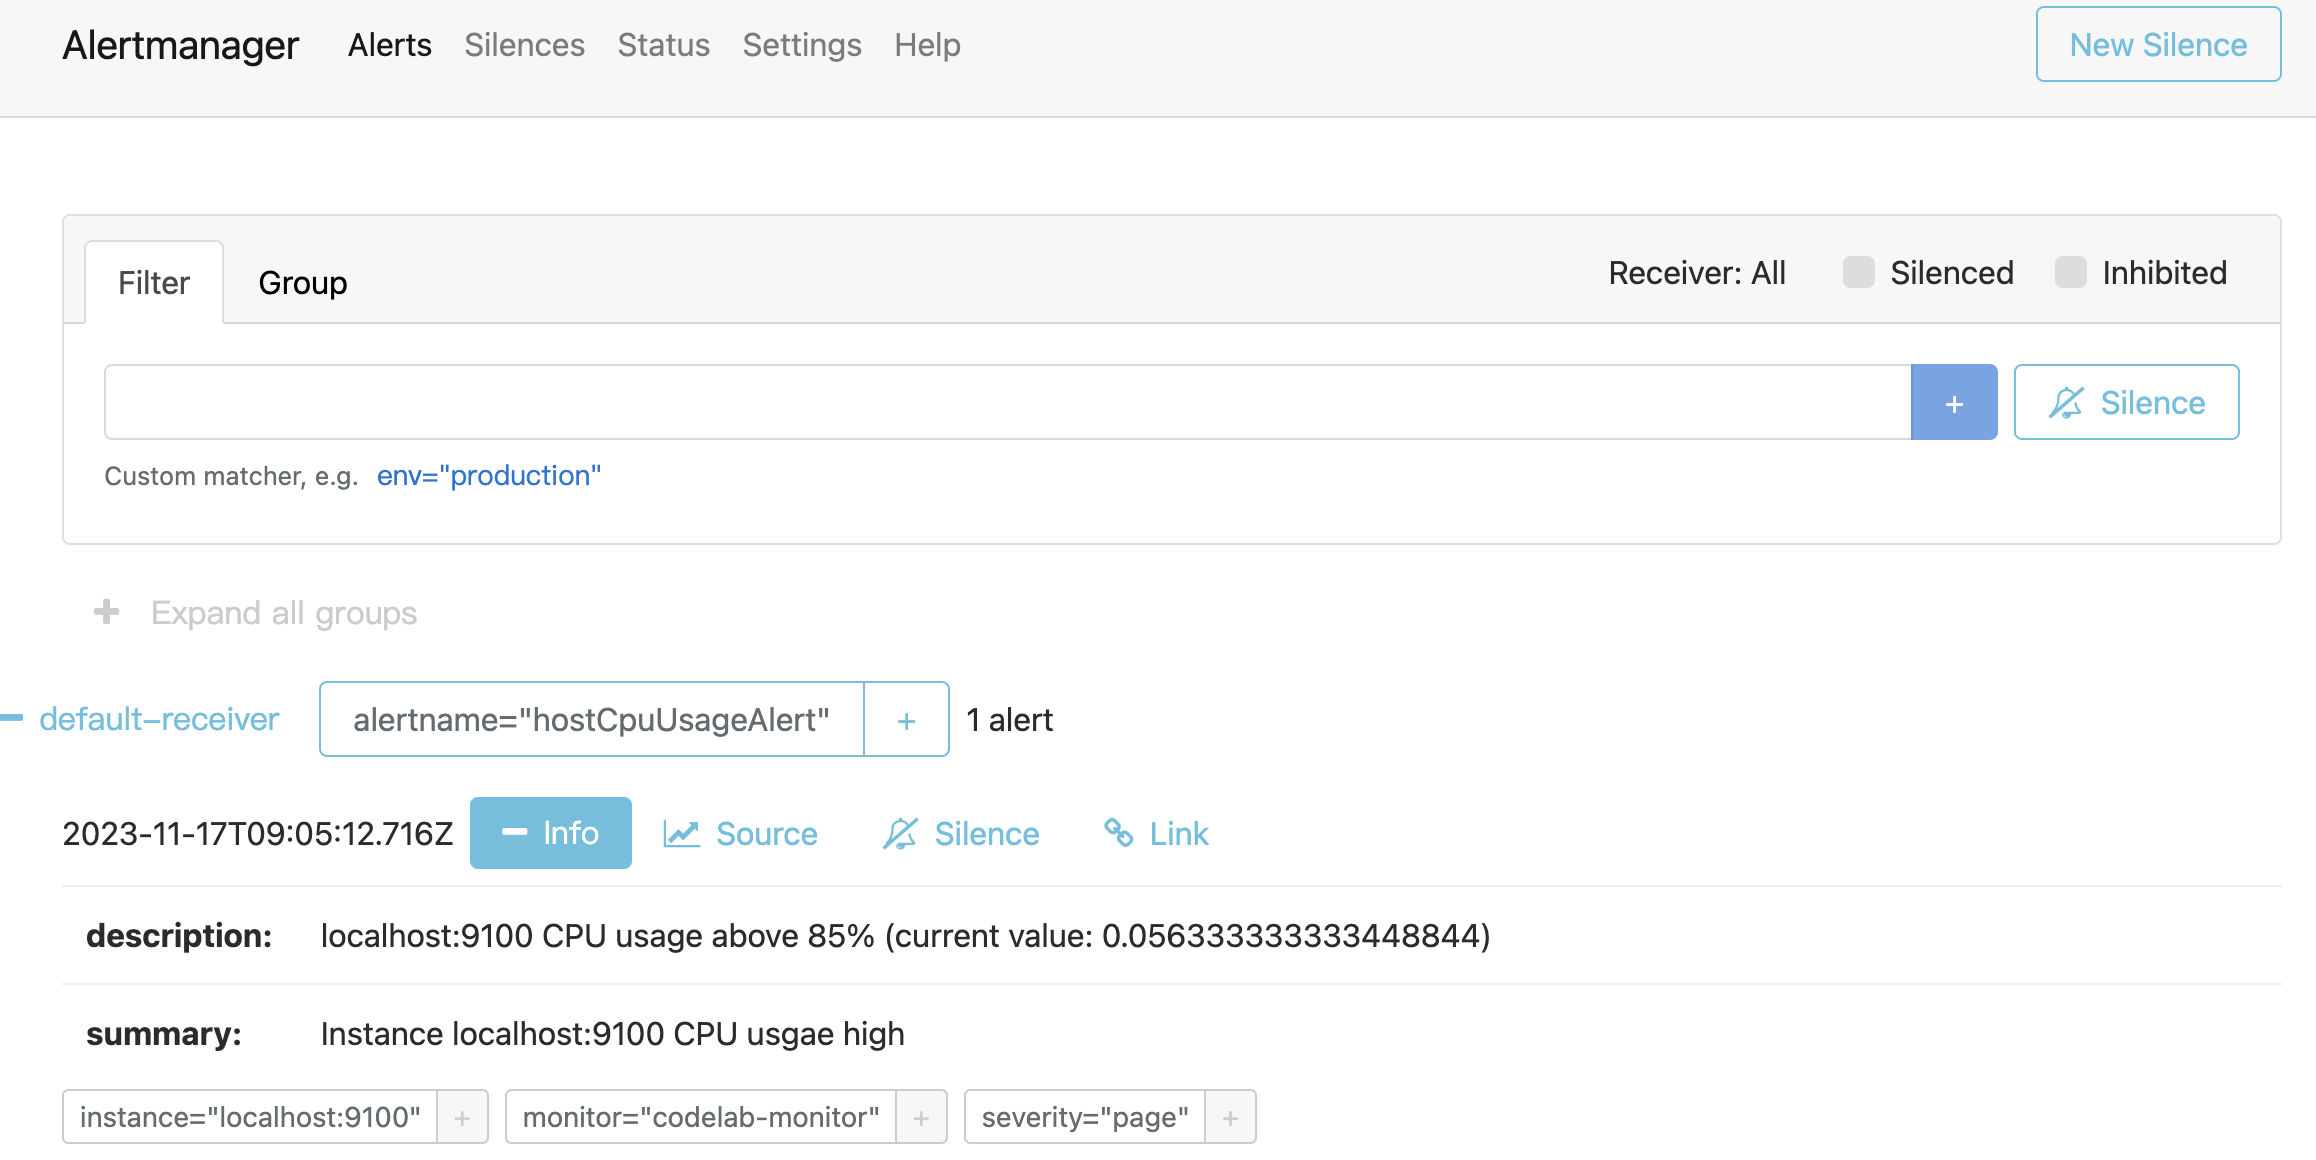 Alertmanager Alerts Silences Status Settings Help New Silence
Filter Group Receiver: All Silenced Inhibited
+ Silence
Custom matcher, e.g. env="production"
+ Expand all groups
– default–receiver alertname="hostCpuUsageAlert" + 1 alert
2023-11-17T09:05:12.716Z – Info Source Silence Link
description: localhost:9100 CPU usage above 85% (current value: 0.056333333333448844)
summary: Instance localhost:9100 CPU usgae high
instance="localhost:9100" + monitor="codelab-monitor" + severity="page" +